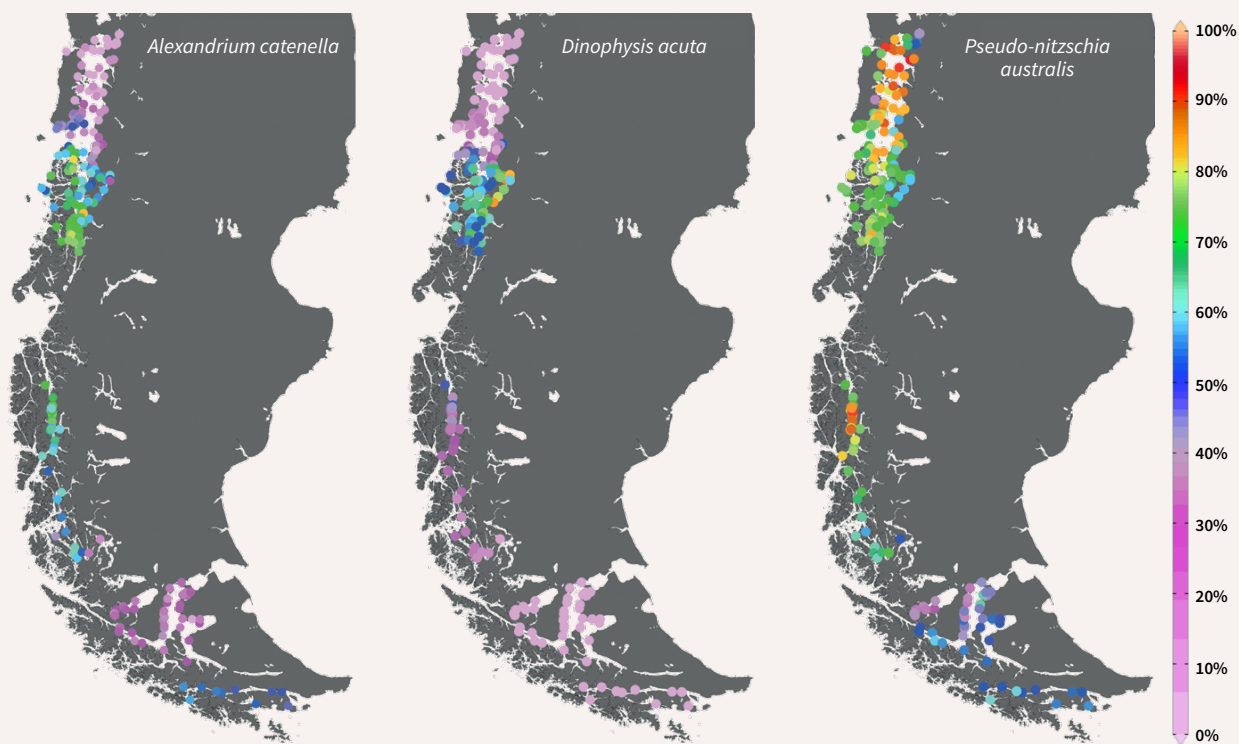 Alexandrium catenella
Dinophysis acuta
Pseudo-nitzschia
australis
100%
90%
80%
70%
60%
50%
40%
30%
20%
10%
0%